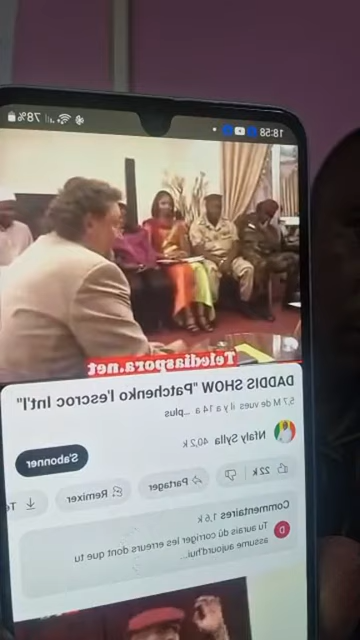 18:58
78%
Telediaspora.net
DADDIS SHOW "Patchenko l'escroc Int'l"
5,7 M de vues il y a 14 a ...plus
Nfaly Sylla 40,2 k
S'abonner
22 k
Partager
Remixer
Commentaires 1,6 k
D
Tu aurais dû corriger les erreurs dont que tu
assume aujourd'hui...